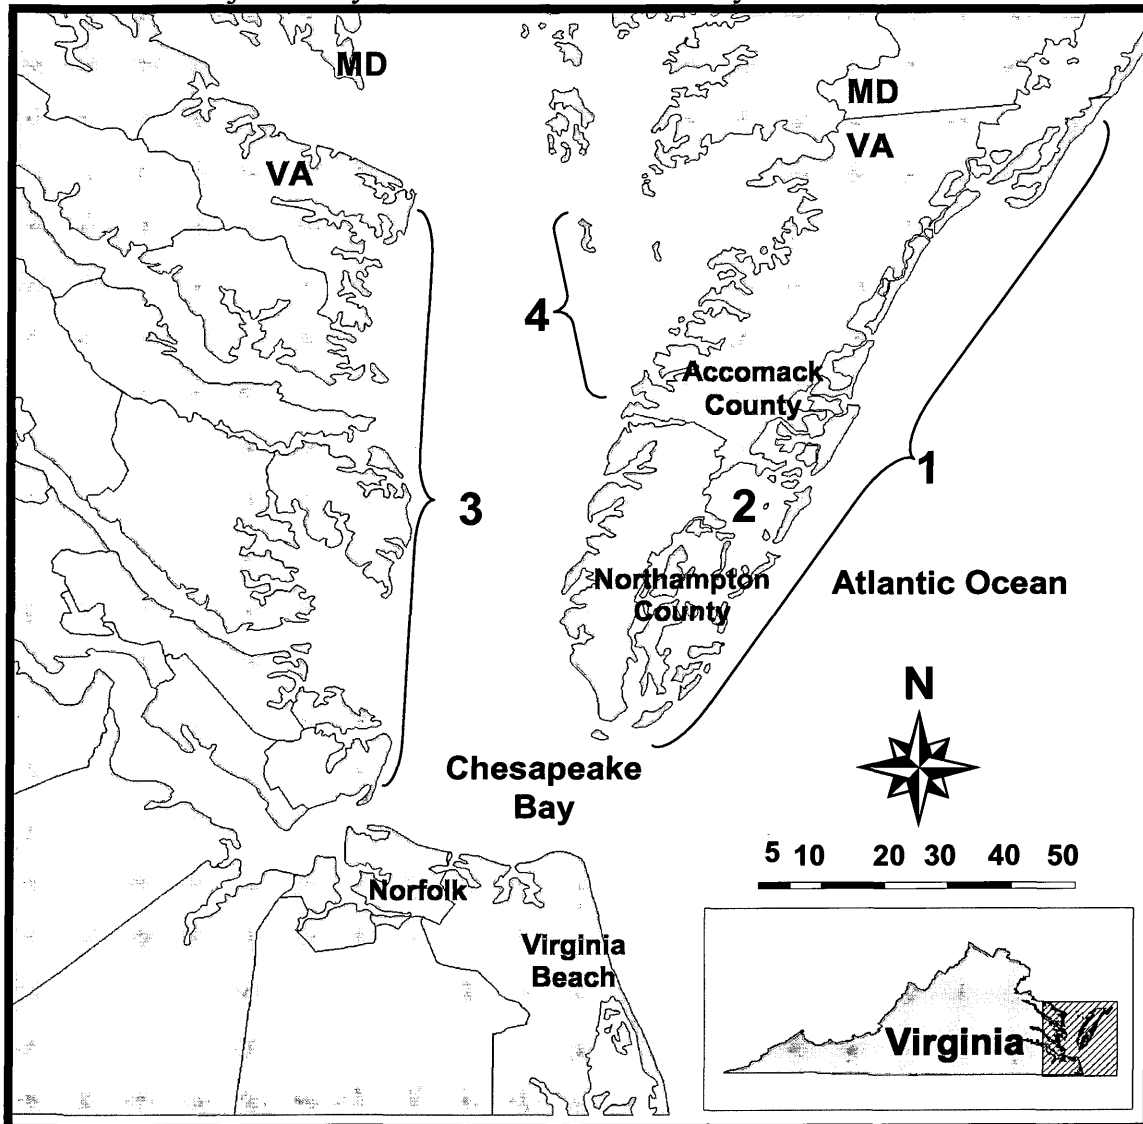 MD
MD
VA
VA
4
Accomack
County
1
2
3
Northampton
County
Atlantic Ocean
N
Chesapeake
Bay
5 10 20 30 40 50
Norfolk
Virginia
Beach
Virginia